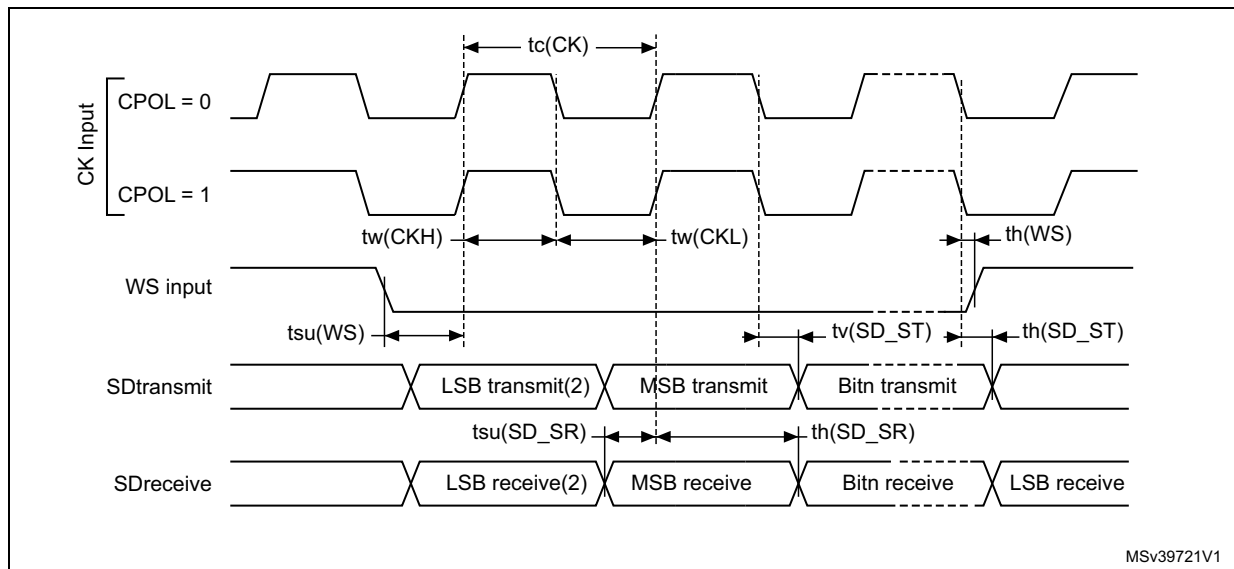 tc(CK)
CK Input
CPOL = 0
CPOL = 1
tw(CKH)
tw(CKL)
th(WS)
WS input
tsu(WS)
tv(SD_ST)
th(SD_ST)
SDtransmit
LSB transmit(2)
MSB transmit
Bitn transmit
tsu(SD_SR)
th(SD_SR)
SDreceive
LSB receive(2)
MSB receive
Bitn receive
LSB receive
MSv39721V1